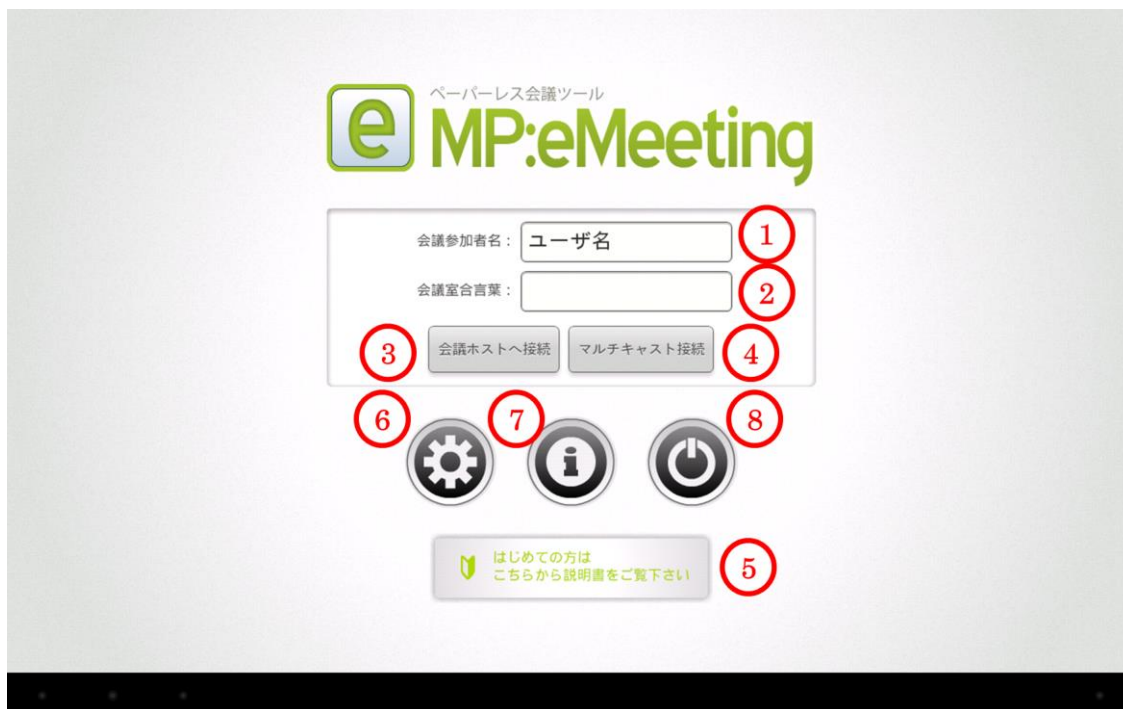 ペーパーレス会議ツール
e MP:eMeeting
会議参加者名： ユーザ名 1
会議室合言葉： 2
3 会議ホストへ接続 マルチキャスト接続 4
6 7 8
i
はじめての方は
こちらから説明書をご覧下さい 5